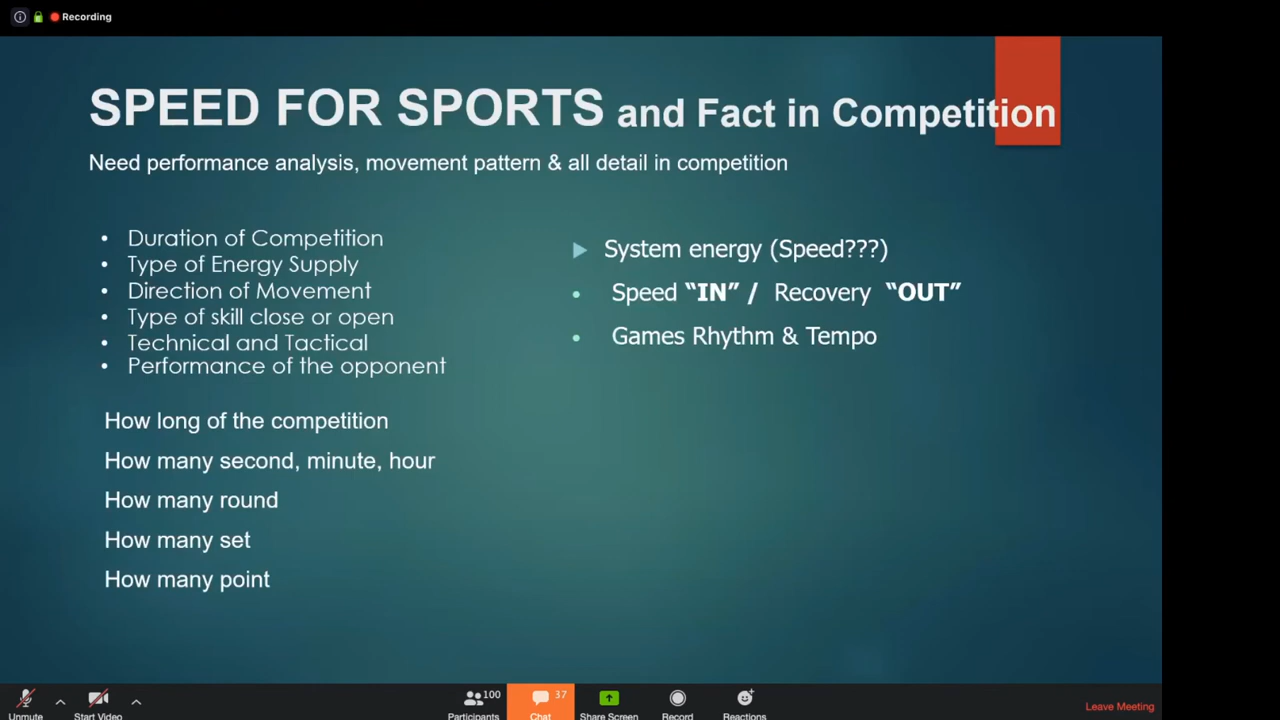 Recording
SPEED FOR SPORTS and Fact in Competition
Need performance analysis, movement pattern & all detail in competition
• Duration of Competition
• Type of Energy Supply
• Direction of Movement
• Type of skill close or open
• Technical and Tactical
• Performance of the opponent
How long of the competition
How many second, minute, hour
How many round
How many set
How many point
System energy (Speed???)
• Speed “IN” / Recovery “OUT”
• Games Rhythm & Tempo
Unmute
Start Video
100
Participants
37
Chat
Share Screen
Record
Reactions
Leave Meeting